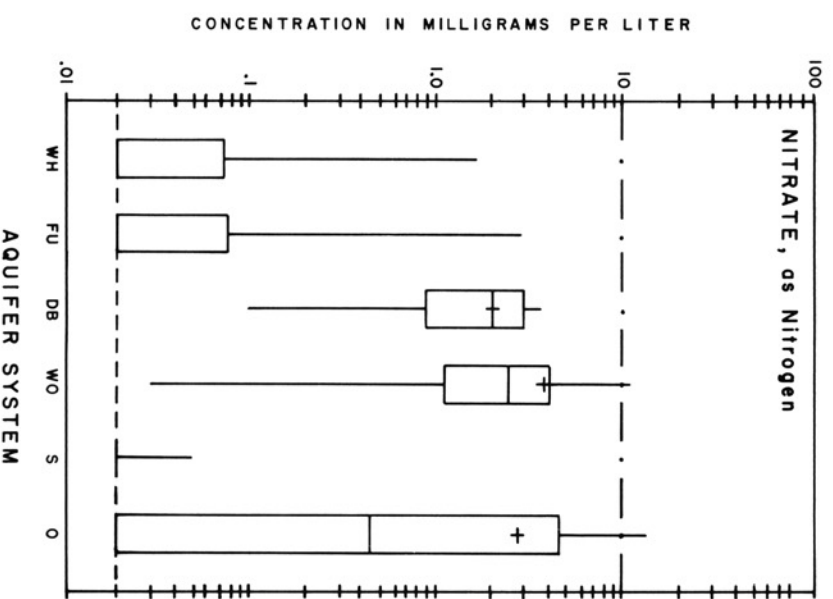 NITRATE, as Nitrogen
CONCENTRATION IN MILLIGRAMS PER LITER
100
10
1.0
.1
.01
WH FU DB WO S O
AQUIFER SYSTEM